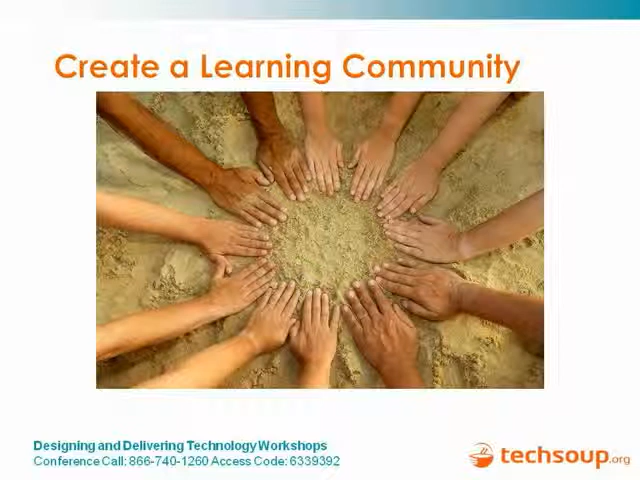 Create a Learning Community
Designing and Delivering Technology Workshops
Conference Call: 866-740-1260 Access Code: 6339392
techsoup.org